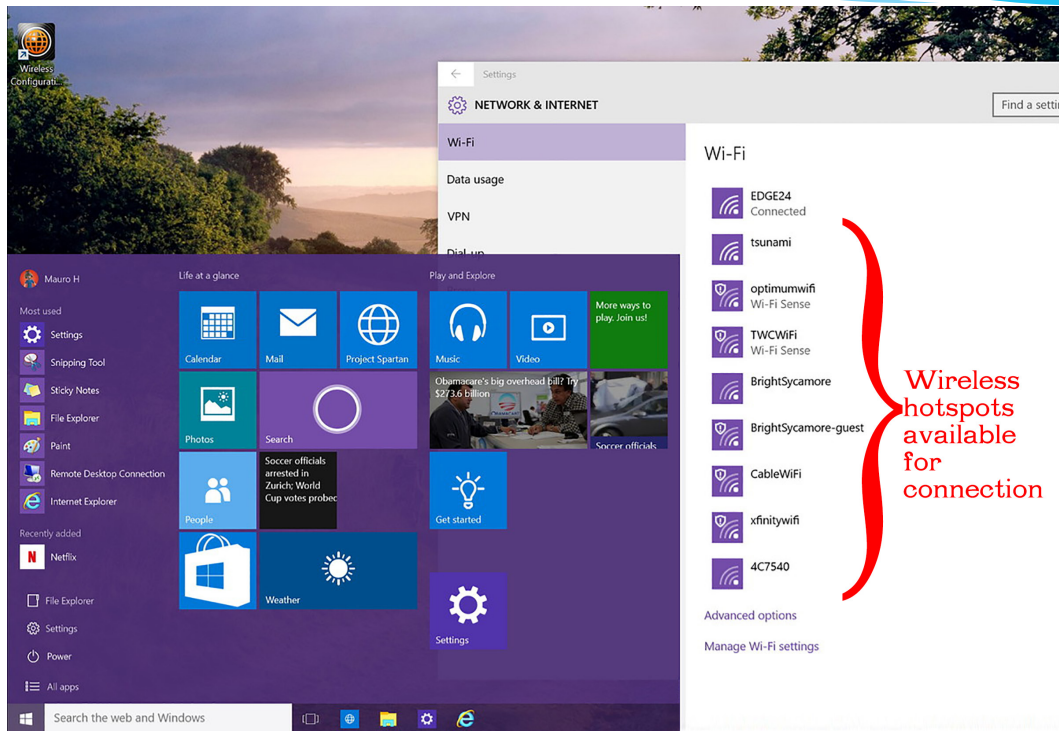 Wireless
Configurati...
Settings
NETWORK & INTERNET
Find a settin
Wi-Fi
Data usage
VPN
Dial-up
Wi-Fi
EDGE24
Connected
tsunami
optimumwifi
Wi-Fi Sense
TWCWiFi
Wi-Fi Sense
BrightSycamore
BrightSycamore-guest
CableWiFi
xfinitywifi
4C7540
Advanced options
Manage Wi-Fi settings
Wireless
hotspots
available
for
connection
Mauro H
Most used
Settings
Snipping Tool
Sticky Notes
File Explorer
Paint
Remote Desktop Connection
Internet Explorer
Recently added
N
Netflix
File Explorer
Settings
Power
All apps
Life at a glance
Calendar
Mail
Project Spartan
Photos
Search
People
Soccer officials
arrested in
Zurich; World
Cup votes probed
Weather
Play and Explore
Music
Video
More ways to
play. Join us!
Obamacare's big overhead bill? Try
$273.6 billion
Soccer officials
Get started
Settings
Search the web and Windows